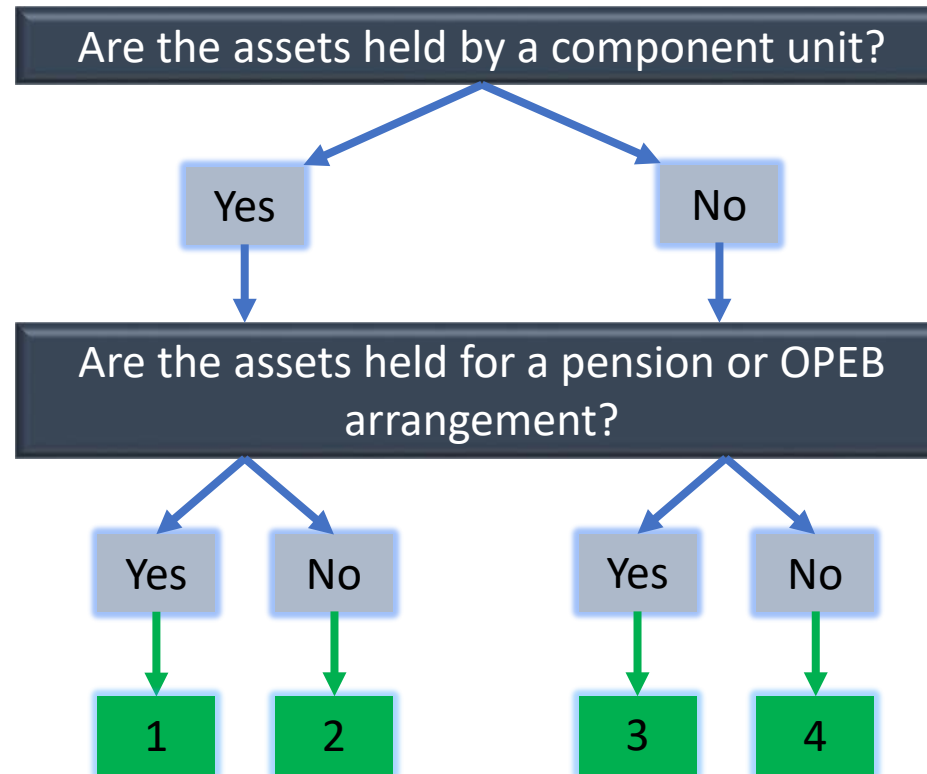 Are the assets held by a component unit?
Yes
No
Are the assets held for a pension or OPEB
arrangement?
Yes
No
Yes
No
1
2
3
4